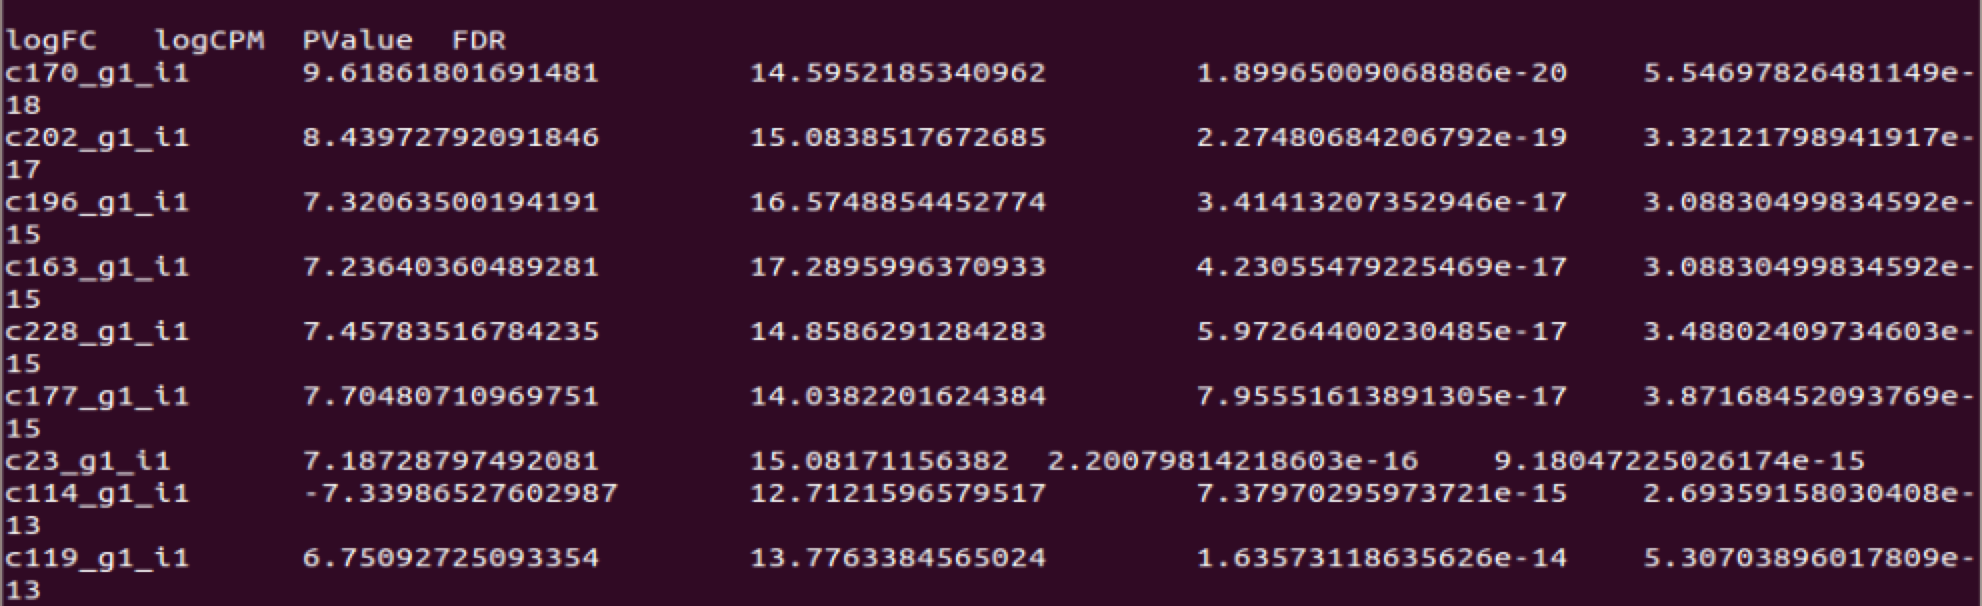 logFC logCPM PValue FDR
c170_g1_i1 9.61861801691481 14.5952185340962 1.89965009068886e-20 5.54697826481149e-
18
c202_g1_i1 8.43972792091846 15.0838517672685 2.27480684206792e-19 3.32121798941917e-
17
c196_g1_i1 7.32063500194191 16.5748854452774 3.41413207352946e-17 3.08830499834592e-
15
c163_g1_i1 7.23640360489281 17.2895996370933 4.23055479225469e-17 3.08830499834592e-
15
c228_g1_i1 7.45783516784235 14.8586291284283 5.97264400230485e-17 3.48802409734603e-
15
c177_g1_i1 7.70480710969751 14.0382201624384 7.95551613891305e-17 3.87168452093769e-
15
c23_g1_i1 7.18728797492081 15.08171156382 2.20079814218603e-16 9.18047225026174e-15
c114_g1_i1 -7.33986527602987 12.7121596579517 7.37970295973721e-15 2.69359158030408e-
13
c119_g1_i1 6.75092725093354 13.7763384565024 1.63573118635626e-14 5.30703896017809e-
13